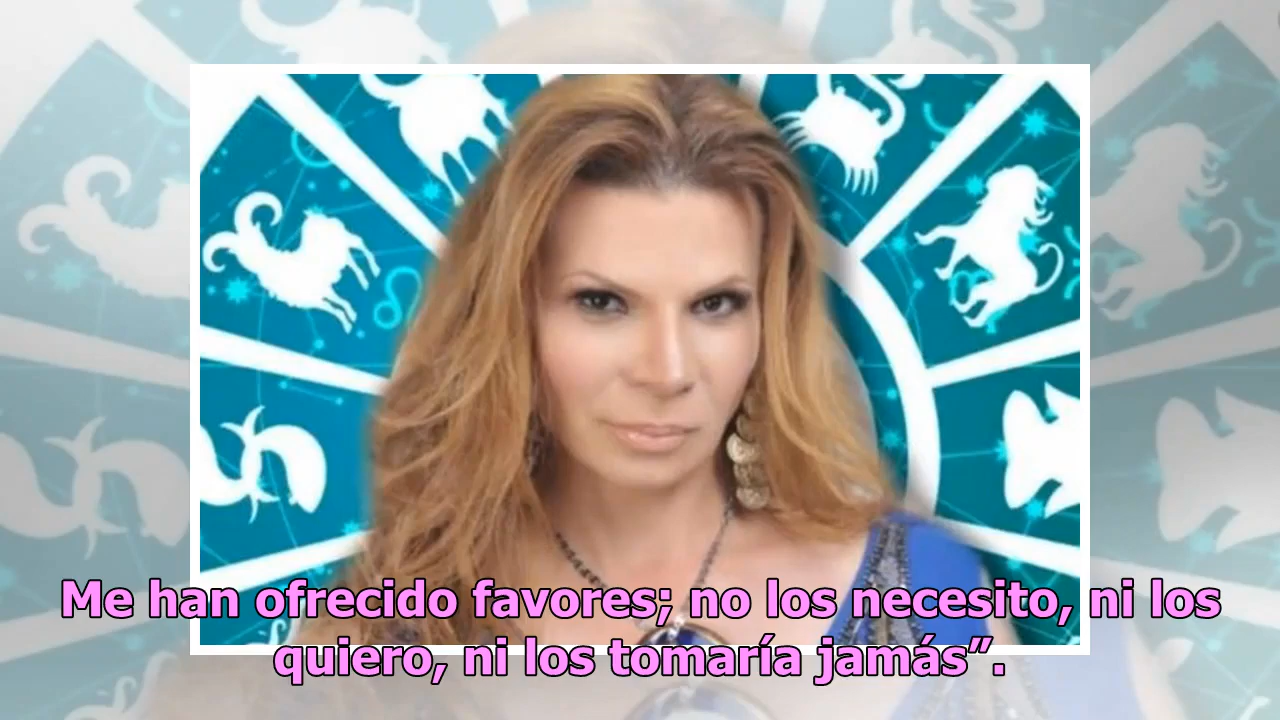 Me han ofrecido favores; no los necesito, ni los
quiero, ni los tomaría jamás”.